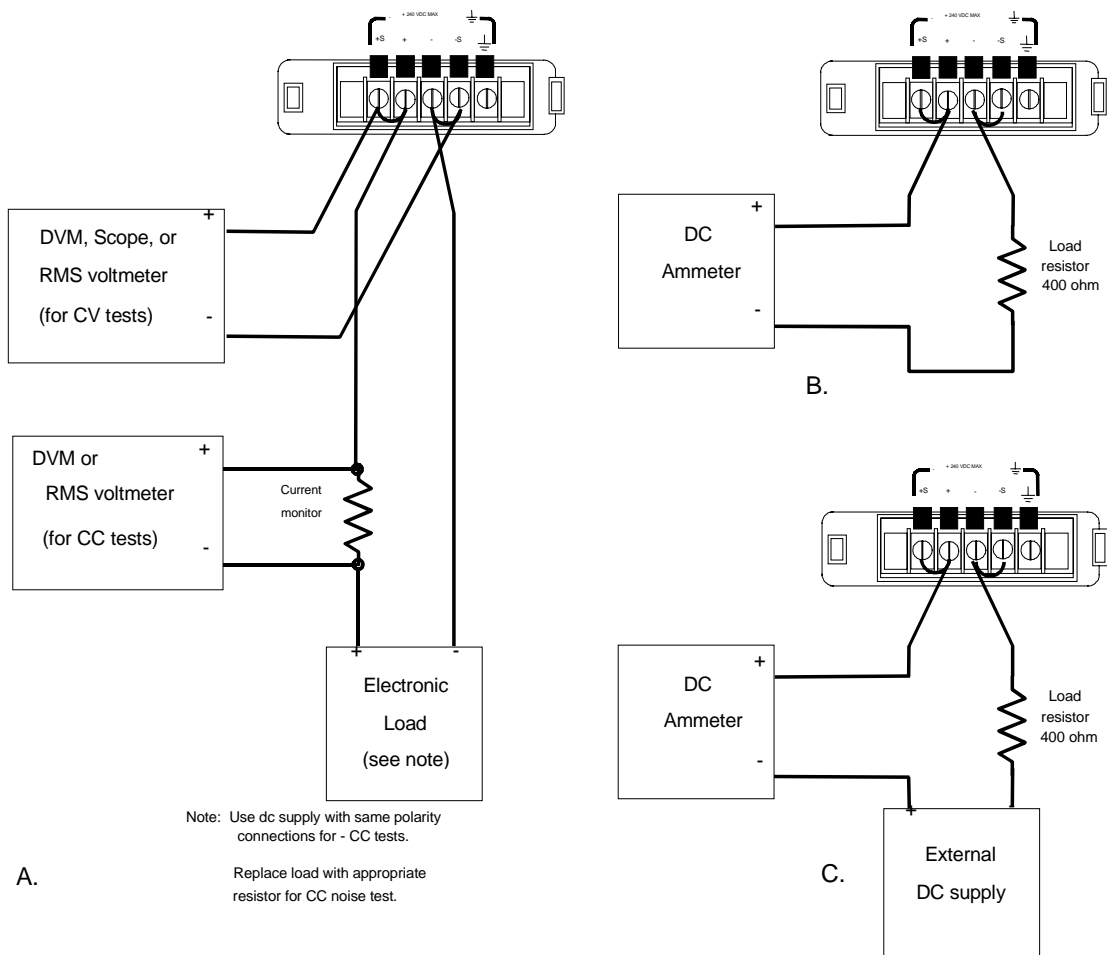 - + 240 VDC MAX
+S + - -S
+
DVM, Scope, or
RMS voltmeter
(for CV tests)
-
+
DVM or
RMS voltmeter
(for CC tests)
-
Current
monitor
+ -
Electronic
Load
(see note)
Note: Use dc supply with same polarity
connections for - CC tests.
Replace load with appropriate
resistor for CC noise test.
A.
- + 240 VDC MAX
+S + - -S
+
DC
Ammeter
-
Load
resistor
400 ohm
B.
- + 240 VDC MAX
+S + - -S
+
DC
Ammeter
-
Load
resistor
400 ohm
+
External
DC supply
C.